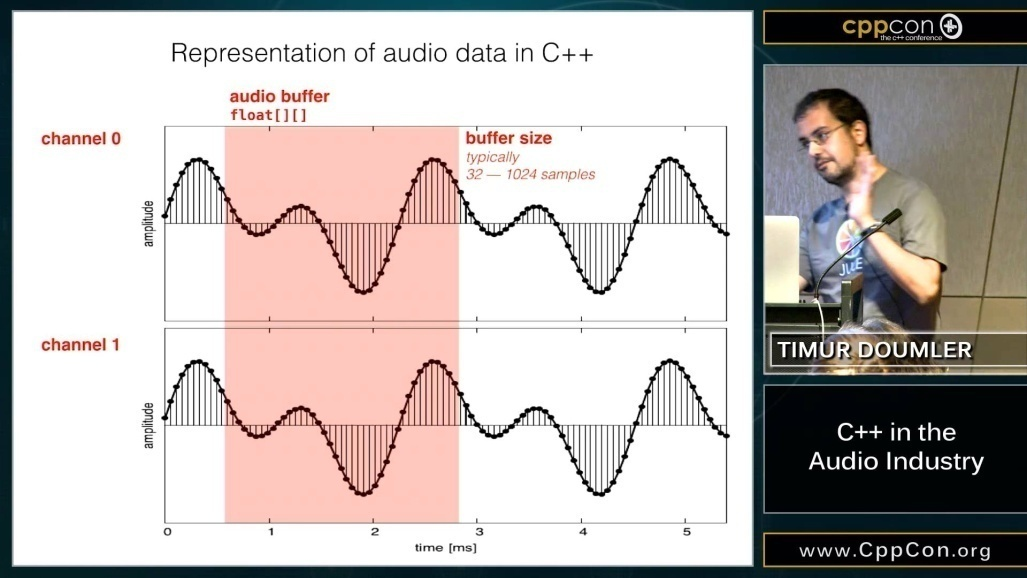 Representation of audio data in C++
audio buffer
float[][]
channel 0
buffer size
typically
32 — 1024 samples
amplitude
channel 1
amplitude
0 1 2 3 4 5
time [ms]
cppcon
the c++ conference
JUCE
TIMUR DOUMLER
C++ in the
Audio Industry
www.CppCon.org